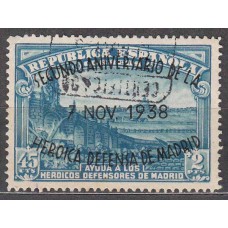 REPUBLICA ESPAÑOLA
SEGUNDO ANIVERSARIO DE LA
7 NOV. 1938
HEROICA DEFENSA DE MADRID
45 2
AYUDA A LOS
HEROICOS DEFENSORES DE MADRID